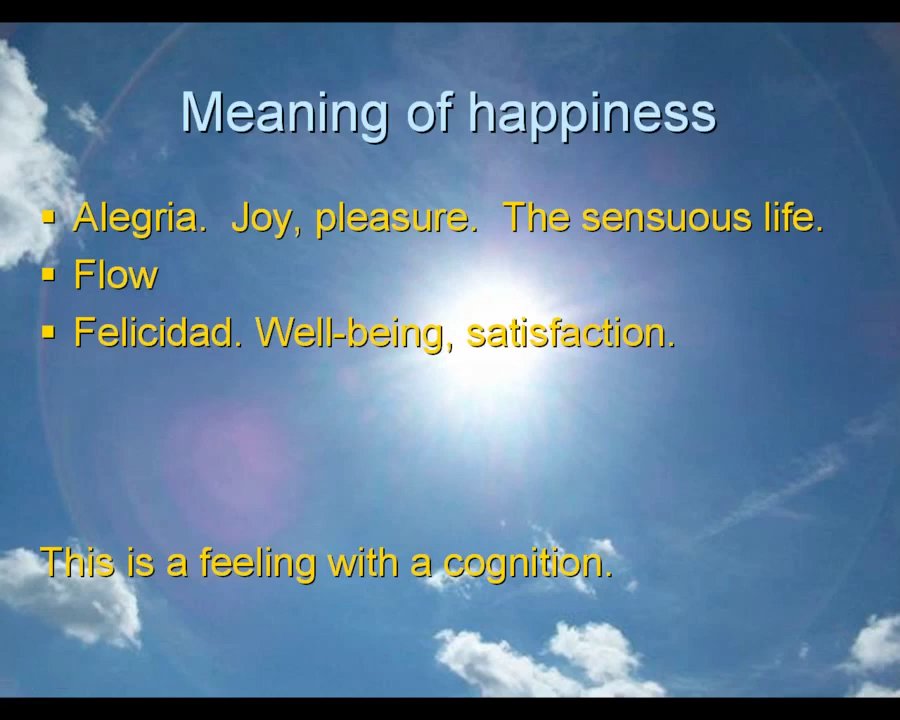 Meaning of happiness
▪ Alegria.  Joy, pleasure.  The sensuous life.
▪ Flow
▪ Felicidad. Well-being, satisfaction.
This is a feeling with a cognition.